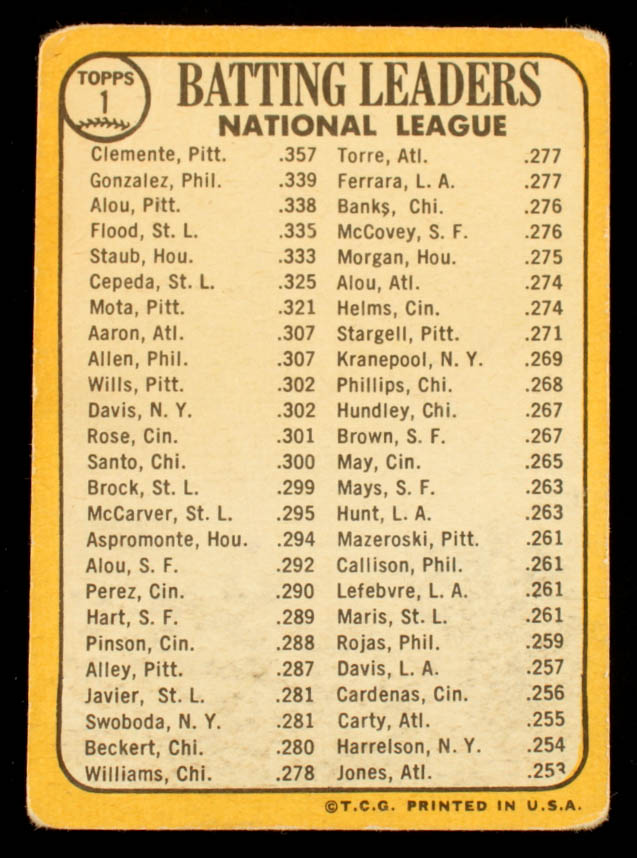 TOPPS
1
BATTING LEADERS
NATIONAL LEAGUE
Clemente, Pitt. .357
Gonzalez, Phil. .339
Alou, Pitt. .338
Flood, St. L. .335
Staub, Hou. .333
Cepeda, St. L. .325
Mota, Pitt. .321
Aaron, Atl. .307
Allen, Phil. .307
Wills, Pitt. .302
Davis, N. Y. .302
Rose, Cin. .301
Santo, Chi. .300
Brock, St. L. .299
McCarver, St. L. .295
Aspromonte, Hou. .294
Alou, S. F. .292
Perez, Cin. .290
Hart, S. F. .289
Pinson, Cin. .288
Alley, Pitt. .287
Javier, St. L. .281
Swoboda, N. Y. .281
Beckert, Chi. .280
Williams, Chi. .278
Torre, Atl. .277
Ferrara, L. A. .277
Banks, Chi. .276
McCovey, S. F. .276
Morgan, Hou. .275
Alou, Atl. .274
Helms, Cin. .274
Stargell, Pitt. .271
Kranepool, N. Y. .269
Phillips, Chi. .268
Hundley, Chi. .267
Brown, S. F. .267
May, Cin. .265
Mays, S. F. .263
Hunt, L. A. .263
Mazeroski, Pitt. .261
Callison, Phil. .261
Lefebvre, L. A. .261
Maris, St. L. .261
Rojas, Phil. .259
Davis, L. A. .257
Cardenas, Cin. .256
Carty, Atl. .255
Harrelson, N. Y. .254
Jones, Atl. .253
©T.C.G. PRINTED IN U.S.A.